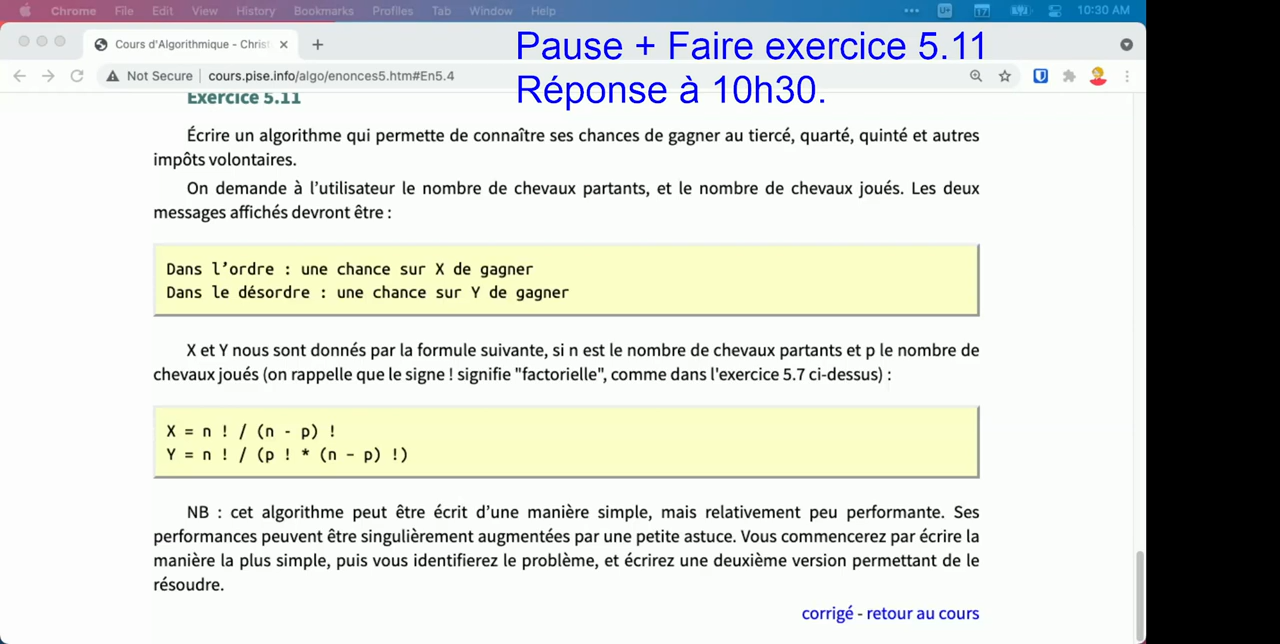 Chrome File Edit View History Bookmarks Profiles Tab Window Help 17 10:30 AM
Cours d'Algorithmique - Christ
Pause + Faire exercice 5.11
Not Secure cours.pise.info/algo/enonces5.htm#En5.4
Réponse à 10h30.
Exercice 5.11
Écrire un algorithme qui permette de connaître ses chances de gagner au tiercé, quarté, quinté et autres
impôts volontaires.
On demande à l’utilisateur le nombre de chevaux partants, et le nombre de chevaux joués. Les deux
messages affichés devront être :
Dans l’ordre : une chance sur X de gagner
Dans le désordre : une chance sur Y de gagner
X et Y nous sont donnés par la formule suivante, si n est le nombre de chevaux partants et p le nombre de
chevaux joués (on rappelle que le signe ! signifie "factorielle", comme dans l'exercice 5.7 ci-dessus) :
X = n ! / (n - p) !
Y = n ! / (p ! * (n – p) !)
NB : cet algorithme peut être écrit d’une manière simple, mais relativement peu performante. Ses
performances peuvent être singulièrement augmentées par une petite astuce. Vous commencerez par écrire la
manière la plus simple, puis vous identifierez le problème, et écrirez une deuxième version permettant de le
résoudre.
corrigé - retour au cours